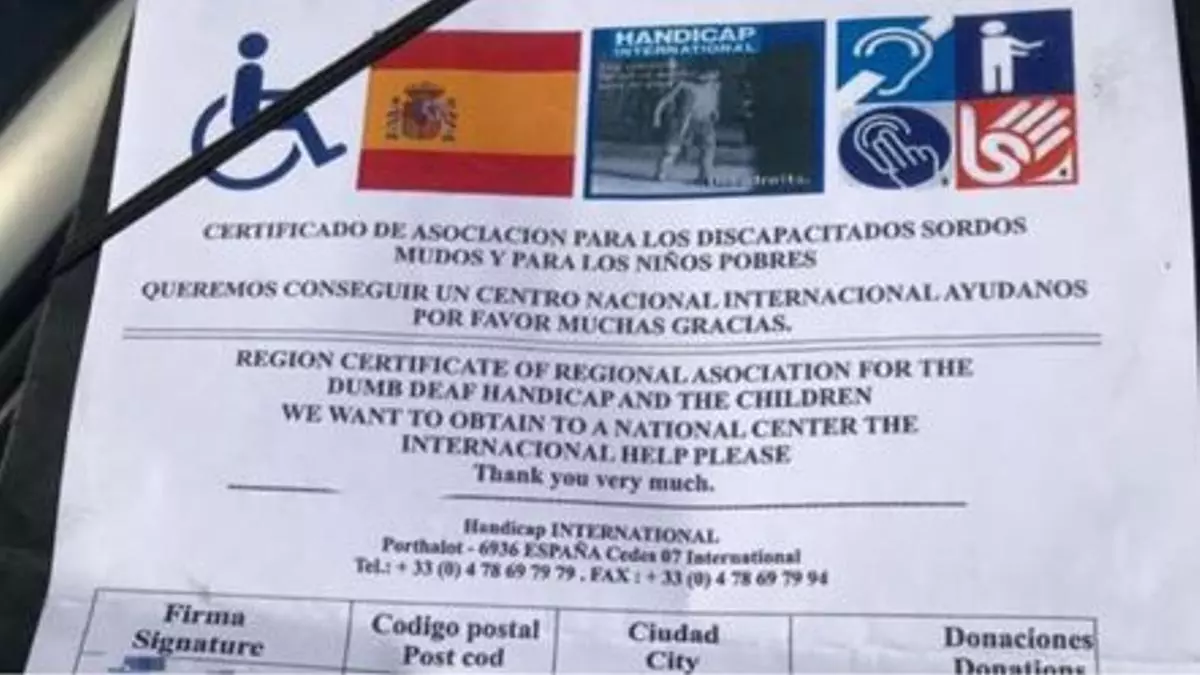 HANDICAP
INTERNATIONAL
CERTIFICADO DE ASOCIACION PARA LOS DISCAPACITADOS SORDOS
MUDOS Y PARA LOS NIÑOS POBRES
QUEREMOS CONSEGUIR UN CENTRO NACIONAL INTERNACIONAL AYUDANOS
POR FAVOR MUCHAS GRACIAS.
REGION CERTIFICATE OF REGIONAL ASOCIATION FOR THE
DUMB DEAF HANDICAP AND THE CHILDREN
WE WANT TO OBTAIN TO A NATIONAL CENTER THE
INTERNACIONAL HELP PLEASE
Thank you very much.
Handicap INTERNATIONAL
Porthalot - 6936 ESPAÑA Cedes 07 International
Tel.: + 33 (0) 4 78 69 79 79 . FAX : + 33 (0) 4 78 69 79 94
Firma Codigo postal Ciudad Donaciones
Signature Post cod City Donations